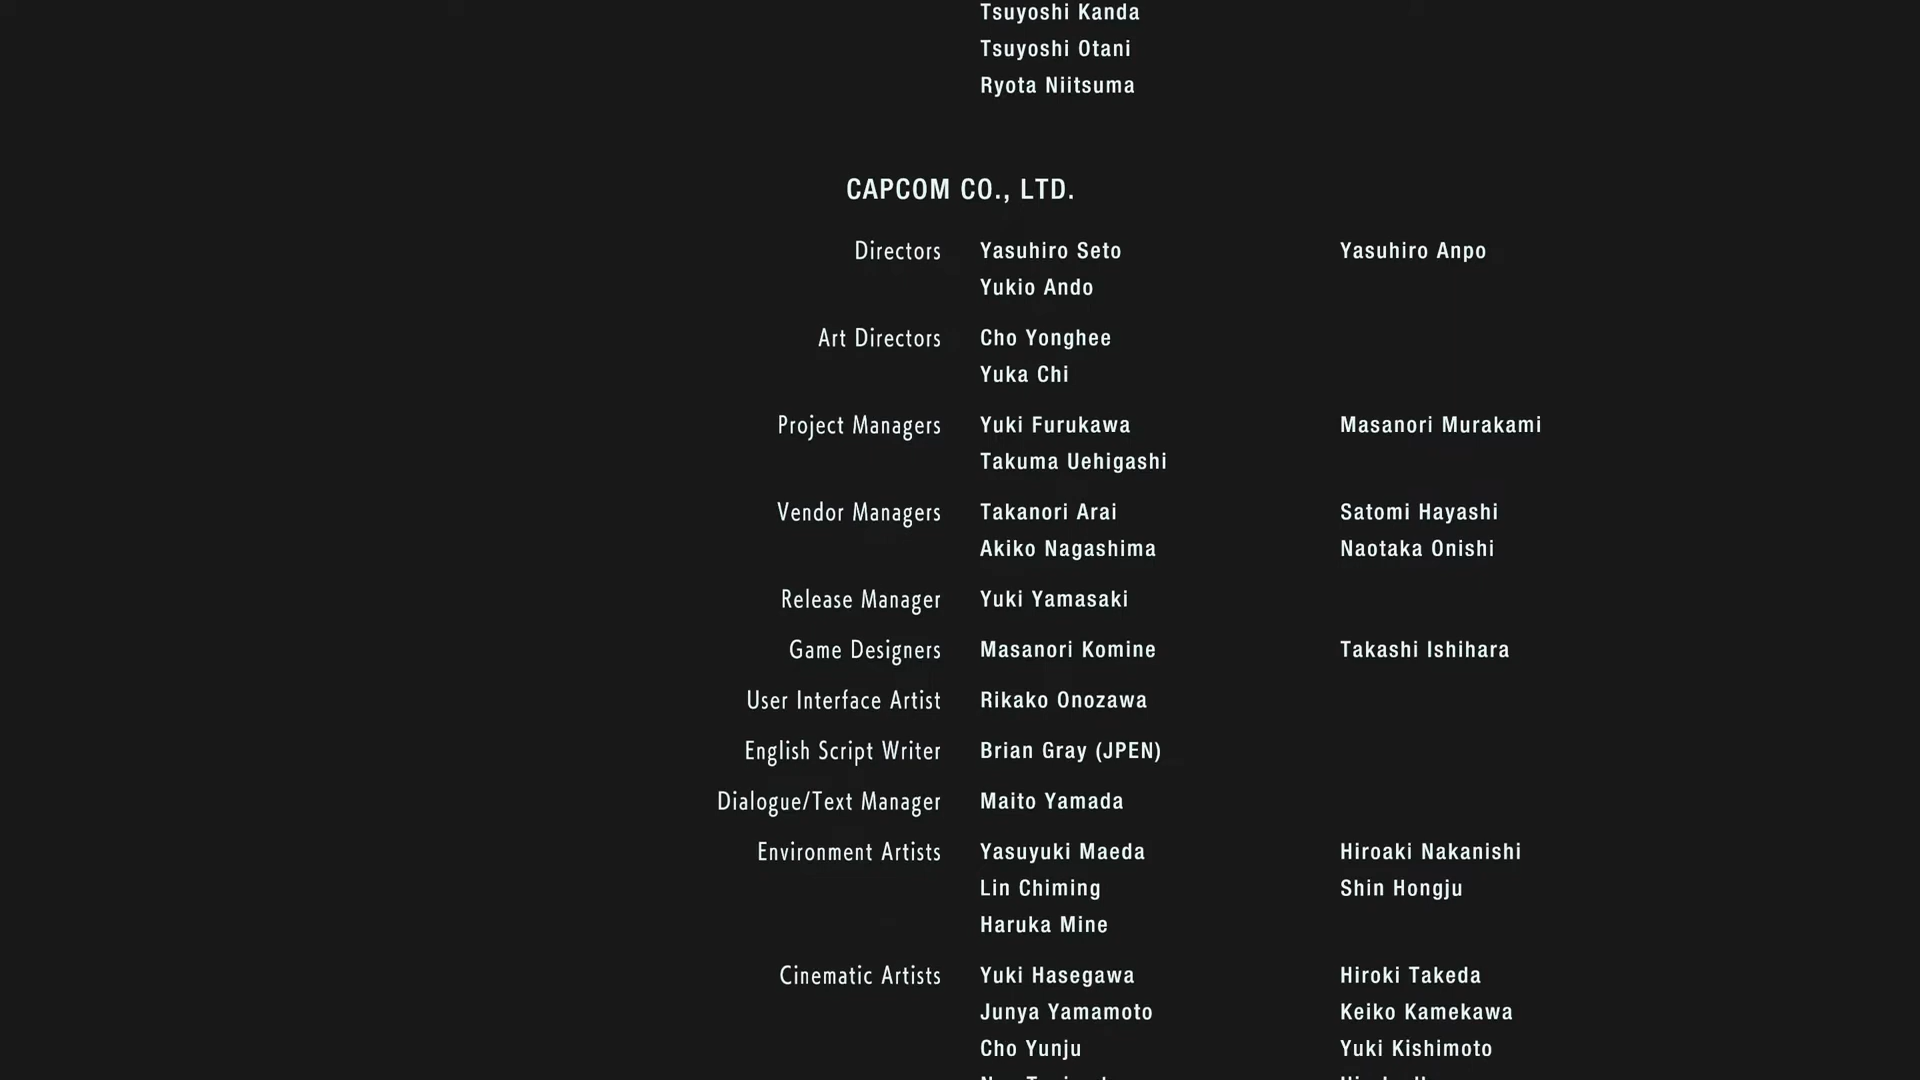 Tsuyoshi Kanda
Tsuyoshi Otani
Ryota Niitsuma
CAPCOM CO., LTD.
Directors Yasuhiro Seto Yasuhiro Anpo
Yukio Ando
Art Directors Cho Yonghee
Yuka Chi
Project Managers Yuki Furukawa Masanori Murakami
Takuma Uehigashi
Vendor Managers Takanori Arai Satomi Hayashi
Akiko Nagashima Naotaka Onishi
Release Manager Yuki Yamasaki
Game Designers Masanori Komine Takashi Ishihara
User Interface Artist Rikako Onozawa
English Script Writer Brian Gray (JPEN)
Dialogue/Text Manager Maito Yamada
Environment Artists Yasuyuki Maeda Hiroaki Nakanishi
Lin Chiming Shin Hongju
Haruka Mine
Cinematic Artists Yuki Hasegawa Hiroki Takeda
Junya Yamamoto Keiko Kamekawa
Cho Yunju Yuki Kishimoto